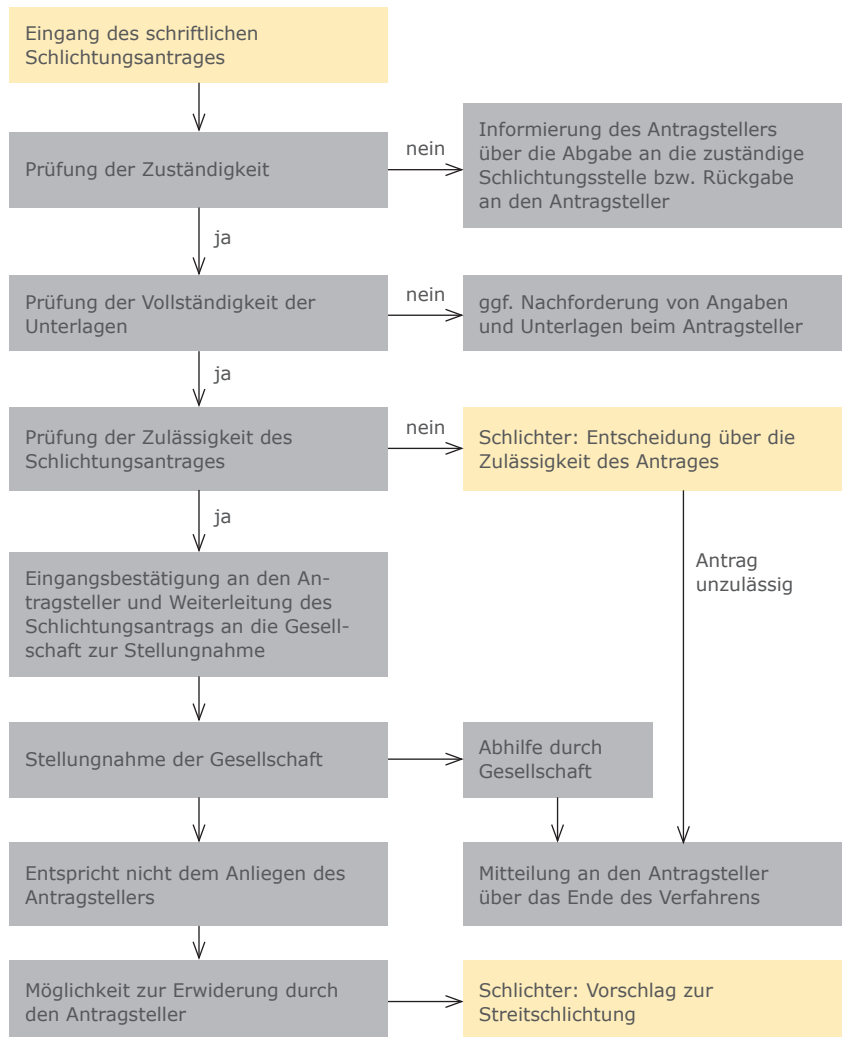 Eingang des schriftlichen
Schlichtungsantrages
Prüfung der Zuständigkeit
nein
Informierung des Antragstellers
über die Abgabe an die zuständige
Schlichtungsstelle bzw. Rückgabe
an den Antragsteller
ja
Prüfung der Vollständigkeit der
Unterlagen
nein
ggf. Nachforderung von Angaben
und Unterlagen beim Antragsteller
ja
Prüfung der Zulässigkeit des
Schlichtungsantrages
nein
Schlichter: Entscheidung über die
Zulässigkeit des Antrages
ja
Antrag
unzulässig
Eingangsbestätigung an den An-
tragsteller und Weiterleitung des
Schlichtungsantrags an die Gesell-
schaft zur Stellungnahme
Stellungnahme der Gesellschaft
Abhilfe durch
Gesellschaft
Entspricht nicht dem Anliegen des
Antragstellers
Mitteilung an den Antragsteller
über das Ende des Verfahrens
Möglichkeit zur Erwiderung durch
den Antragsteller
Schlichter: Vorschlag zur
Streitschlichtung